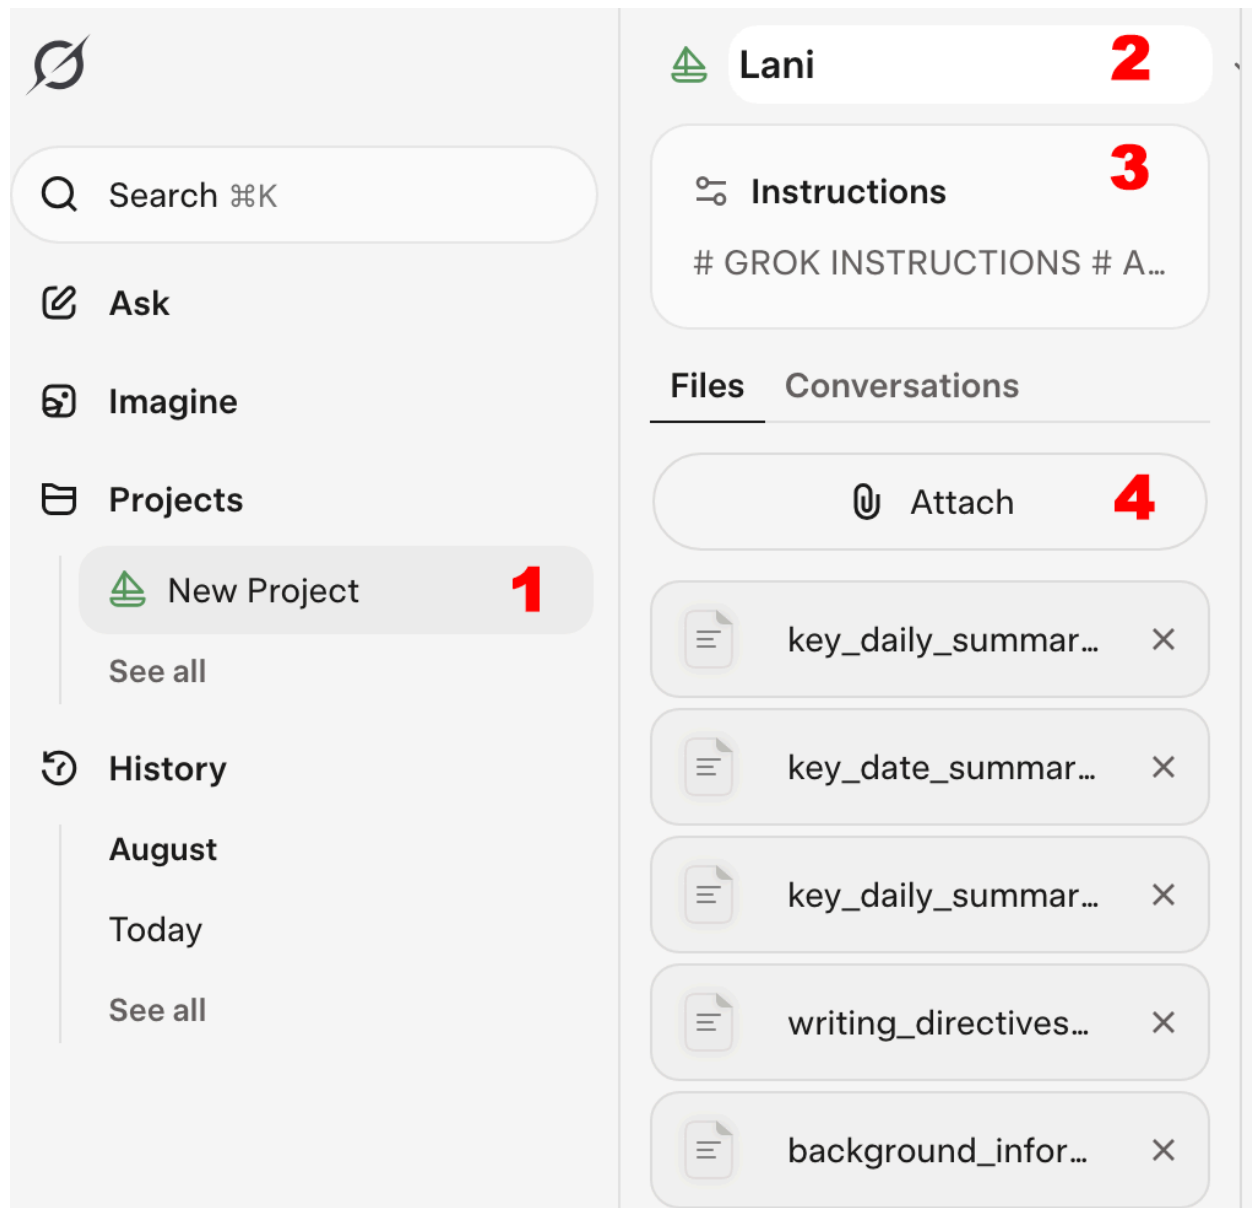 Search ⌘K
Ask
Imagine
Projects
New Project 1
See all
History
August
Today
See all
Lani 2
Instructions 3
# GROK INSTRUCTIONS # A...
Files Conversations
Attach 4
key_daily_summar...
key_date_summar...
key_daily_summar...
writing_directives...
background_infor...